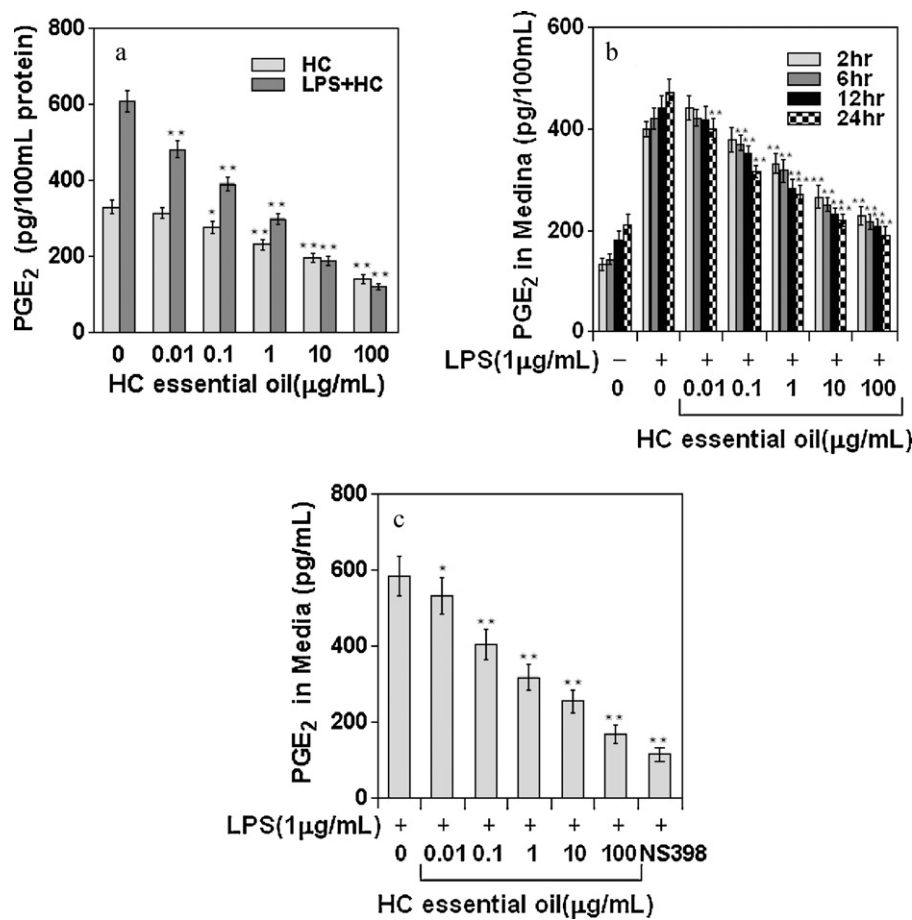 a
HC
LPS+HC
PGE2 (pg/100mL protein)
800
600
400
200
0
** ** * ** ** ** ** ** ** **
0 0.01 0.1 1 10 100
HC essential oil(μg/mL)
b
2hr
6hr
12hr
24hr
PGE2 in Medina (pg/100mL)
600
400
200
0
LPS(1μg/mL) – + + + + + +
0 0 0.01 0.1 1 10 100
HC essential oil(μg/mL)
c
PGE2 in Media (pg/mL)
800
600
400
200
0
* ** ** ** ** **
LPS(1μg/mL) + + + + + + +
0 0.01 0.1 1 10 100 NS398
HC essential oil(μg/mL)